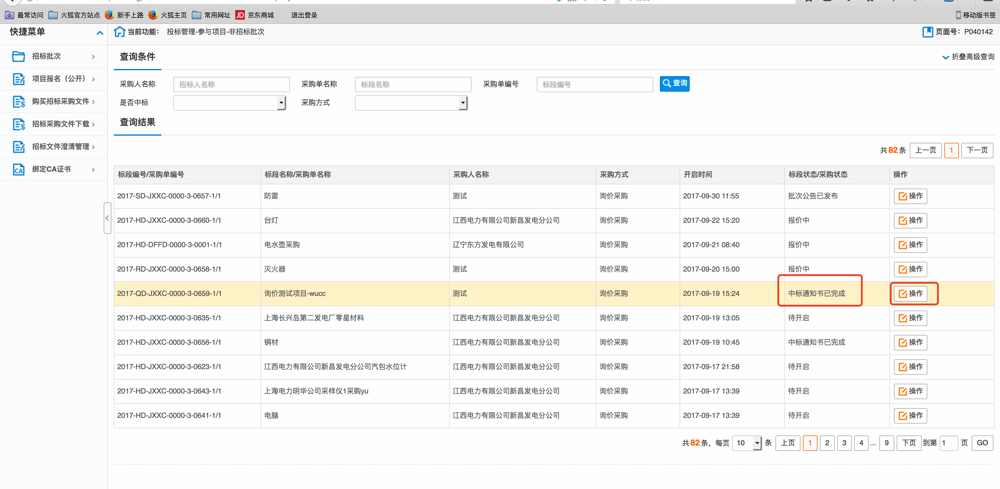 最常访问 火狐官方站点 新手上路 火狐主页 常用网址 JD 京东商城 退出登录 移动版书签
快捷菜单
当前功能： 投标管理-参与项目-非招标批次 页面号： P040142
招标批次
项目报名（公开）
购买招标采购文件
招标采购文件下载
招标文件澄清管理
CA 绑定CA证书
查询条件 折叠高级查询
采购人名称 招标人名称 采购单名称 标段名称 采购单编号 标段编号 查询
是否中标 采购方式
查询结果
共82条 上一页 1 下一页
标段编号/采购单编号 标段名称/采购单名称 采购人名称 采购方式 开启时间 标段状态/采购状态 操作
2017-SD-JXXC-0000-3-0657-1/1 防雷 测试 询价采购 2017-09-30 11:55 批次公告已发布 操作
2017-HD-JXXC-0000-3-0660-1/1 台灯 江西电力有限公司新昌发电分公司 询价采购 2017-09-22 15:20 报价中 操作
2017-HD-DFFD-0000-3-0001-1/1 电水壶采购 辽宁东方发电有限公司 询价采购 2017-09-21 08:40 报价中 操作
2017-RD-JXXC-0000-3-0658-1/1 灭火器 测试 询价采购 2017-09-20 15:00 报价中 操作
2017-QD-JXXC-0000-3-0659-1/1 询价测试项目-wucc 测试 询价采购 2017-09-19 15:24 中标通知书已完成 操作
2017-HD-JXXC-0000-3-0635-1/1 上海长兴岛第二发电厂零星材料 江西电力有限公司新昌发电分公司 询价采购 2017-09-19 13:05 待开启 操作
2017-HD-JXXC-0000-3-0656-1/1 钢材 江西电力有限公司新昌发电分公司 询价采购 2017-09-19 10:45 中标通知书已完成 操作
2017-HD-JXXC-0000-3-0623-1/1 江西电力有限公司新昌发电分公司汽包水位计 江西电力有限公司新昌发电分公司 询价采购 2017-09-17 21:58 待开启 操作
2017-HD-JXXC-0000-3-0643-1/1 上海电力明华公司采样仪1采购yu 江西电力有限公司新昌发电分公司 询价采购 2017-09-17 13:39 待开启 操作
2017-HD-JXXC-0000-3-0641-1/1 电脑 江西电力有限公司新昌发电分公司 询价采购 2017-09-17 13:39 待开启 操作
共82条，每页 10 条 上页 1 2 3 4 ... 9 下页 到第 1 页 GO